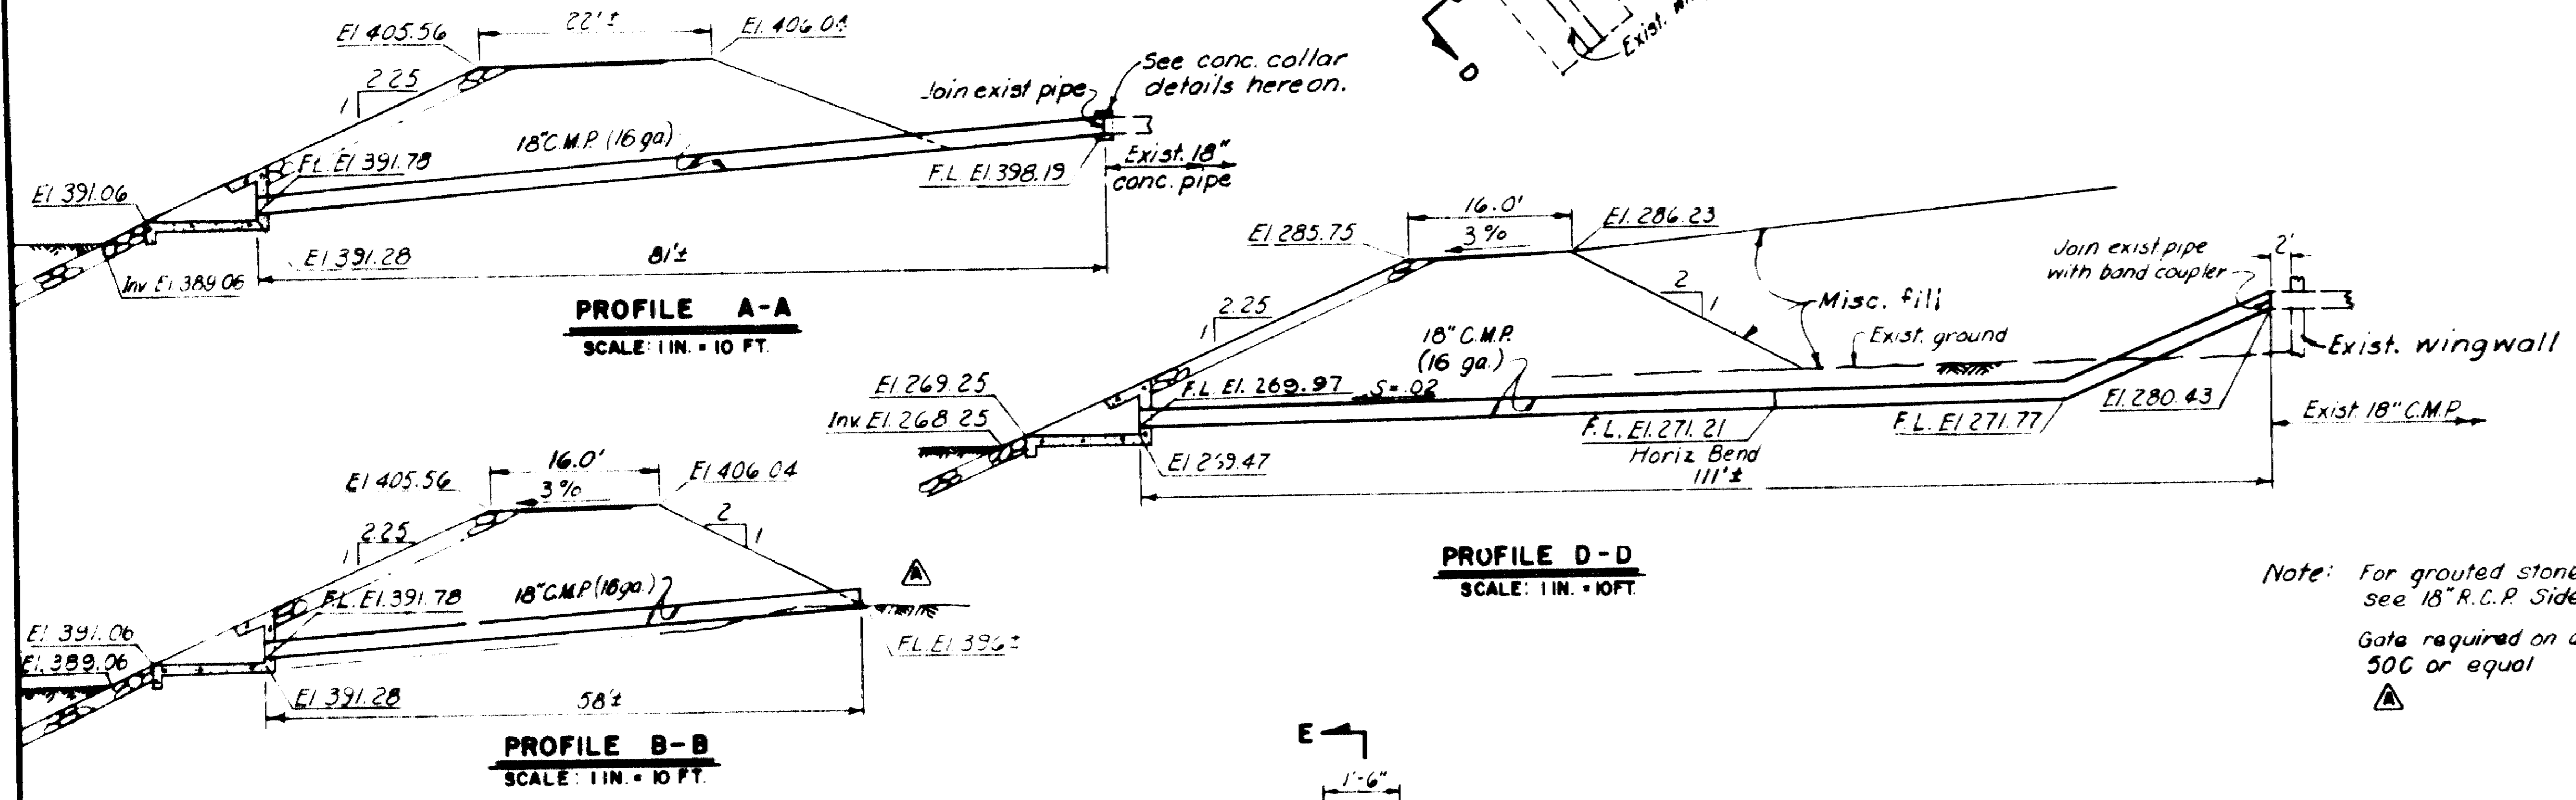 El 405.56
22'±
El. 406.04
2.25
1
Join exist pipe
See conc. collar
details hereon.
18" C.M.P. (16 ga)
F.L. El 391.78
F.L. El. 398.19
Exist. 18"
conc. pipe
El 391.06
Inv. El. 389.06
El 391.28
81'±
PROFILE A-A
SCALE: 1 IN. = 10 FT.
D
Exist.
El 285.75
16.0'
3%
El. 286.23
2.25
1
2
1
Misc. fill
Join exist pipe
with band coupler
2'
Exist. ground
Exist. wingwall
18" C.M.P.
(16 ga.)
El. 269.25
Inv. El. 268.25
F.L. El. 269.97
S=.02
F.L. El. 271.21
Horiz. Bend
F.L. El. 271.77
El. 280.43
Exist. 18" C.M.P.
111'±
PROFILE D-D
SCALE: 1 IN. = 10 FT.
El 405.56
16.0'
3%
El 406.04
2.25
1
2
1
18" C.M.P. (16 ga.)
A
F.L. El. 391.78
F.L. El 396±
El 391.06
El. 389.06
El 391.28
58'±
PROFILE B-B
SCALE: 1 IN. = 10 FT.
Note: For grouted stone
see 18" R.C.P. Side
Gate required on
50C or equal
A
E
1'-6"